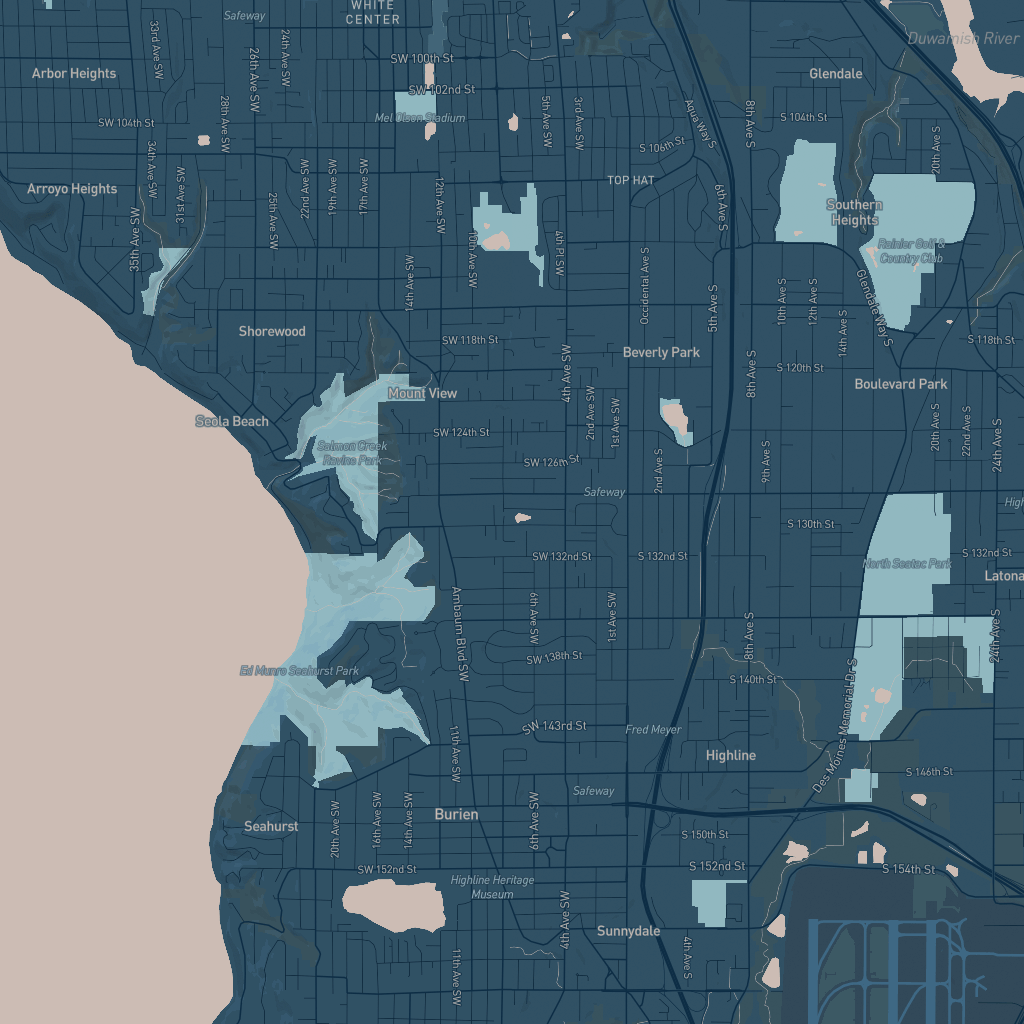 WHITE
CENTER
Safeway
Duwamish River
33rd Ave SW
26th Ave SW
24th Ave SW
SW 100th St
Arbor Heights
Glendale
SW 102nd St
28th Ave SW
5th Ave SW
3rd Ave SW
Aqua Way S
8th Ave S
Mel Olson Stadium
S 104th St
SW 104th St
20th Ave S
S 106th St
34th Ave SW
31st Ave SW
Arroyo Heights
22nd Ave SW
19th Ave SW
17th Ave SW
12th Ave SW
TOP HAT
25th Ave SW
35th Ave SW
6th Ave S
Southern
Heights
10th Ave SW
4th Pl SW
Rainier Golf &
Country Club
14th Ave SW
Occidental Ave S
5th Ave S
10th Ave S
12th Ave S
14th Ave S
Glendale Way S
Shorewood
SW 118th St
S 118th St
Beverly Park
4th Ave SW
8th Ave S
S 120th St
Boulevard Park
Mount View
2nd Ave SW
1st Ave SW
Seola Beach
20th Ave S
22nd Ave S
24th Ave S
SW 124th St
Salmon Creek
Ravine Park
9th Ave S
SW 126th St
2nd Ave S
Safeway
High
S 130th St
SW 132nd St
S 132nd St
S 132nd St
North Seatac Park
Latona
Ambaum Blvd SW
6th Ave SW
1st Ave SW
8th Ave S
24th Ave S
SW 138th St
Ed Munro Seahurst Park
S 140th St
Des Moines Memorial Dr S
SW 143rd St
Fred Meyer
11th Ave SW
Highline
S 146th St
Safeway
20th Ave SW
16th Ave SW
14th Ave SW
Burien
6th Ave SW
Seahurst
S 150th St
SW 152nd St
S 152nd St
S 154th St
Highline Heritage
Museum
4th Ave SW
Sunnydale
4th Ave S
11th Ave SW